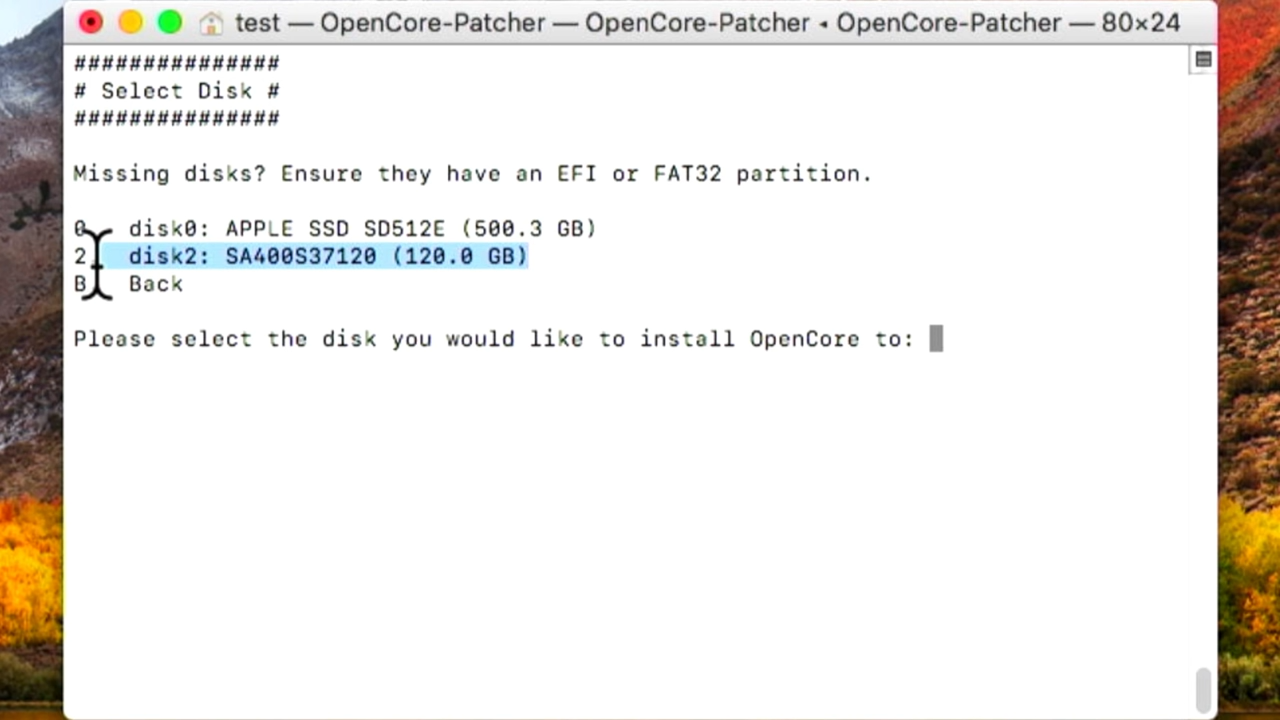 test — OpenCore-Patcher — OpenCore-Patcher ◂ OpenCore-Patcher — 80×24
###############
# Select Disk #
###############
Missing disks? Ensure they have an EFI or FAT32 partition.
0 disk0: APPLE SSD SD512E (500.3 GB)
2 disk2: SA400S37120 (120.0 GB)
B Back
Please select the disk you would like to install OpenCore to: